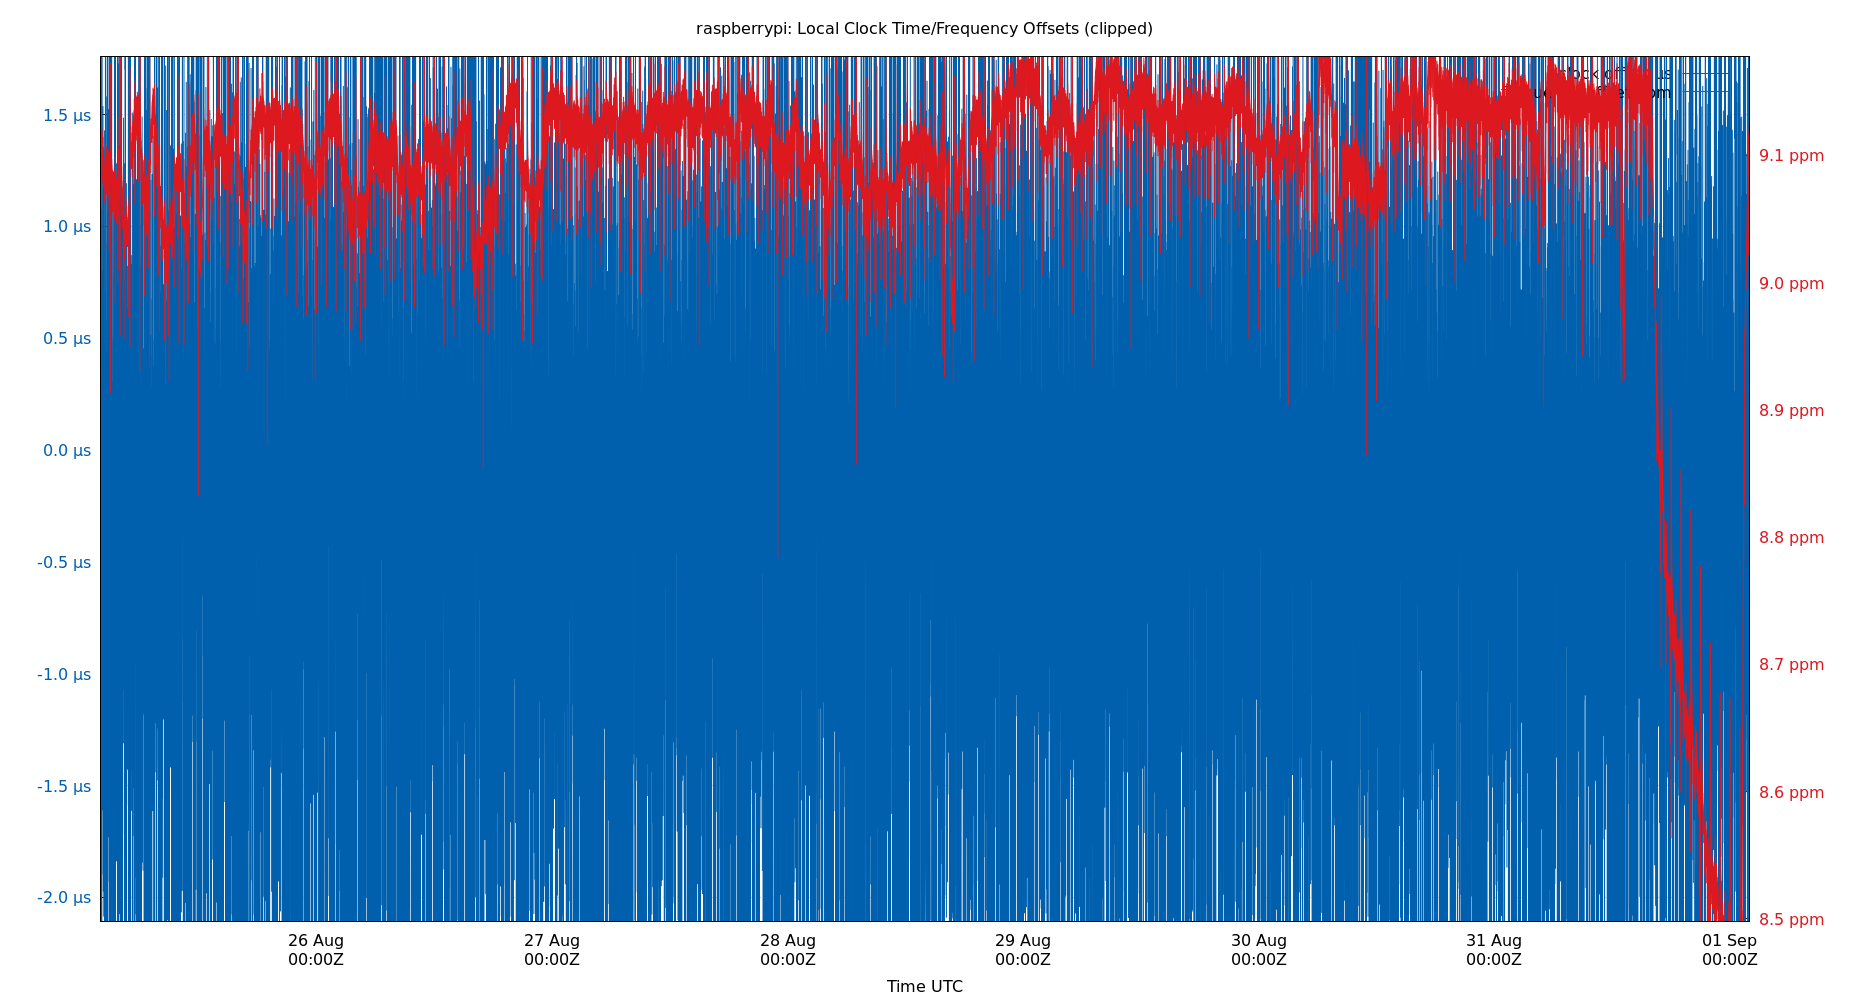 raspberrypi: Local Clock Time/Frequency Offsets (clipped)
1.5 µs
1.0 µs
0.5 µs
0.0 µs
-0.5 µs
-1.0 µs
-1.5 µs
-2.0 µs
9.1 ppm
9.0 ppm
8.9 ppm
8.8 ppm
8.7 ppm
8.6 ppm
8.5 ppm
26 Aug
00:00Z
27 Aug
00:00Z
28 Aug
00:00Z
29 Aug
00:00Z
30 Aug
00:00Z
31 Aug
00:00Z
01 Sep
00:00Z
Time UTC